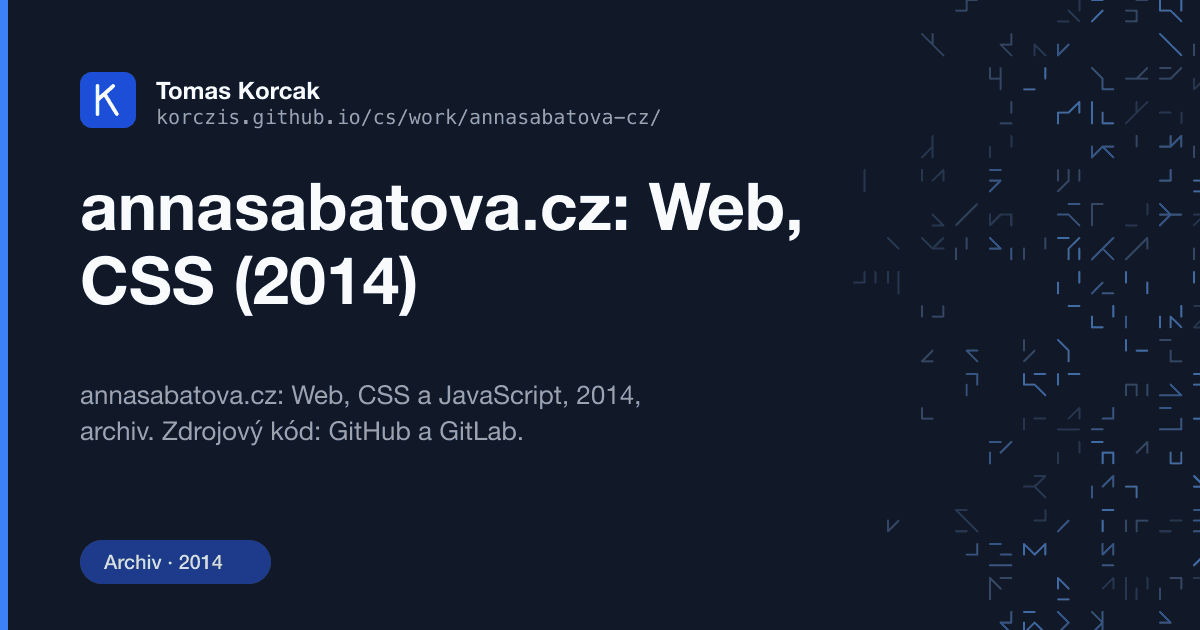 K
Tomas Korcak
korczis.github.io/cs/work/annasabatova-cz/
annasabatova.cz: Web,
CSS (2014)
annasabatova.cz: Web, CSS a JavaScript, 2014,
archiv. Zdrojový kód: GitHub a GitLab.
Archiv · 2014